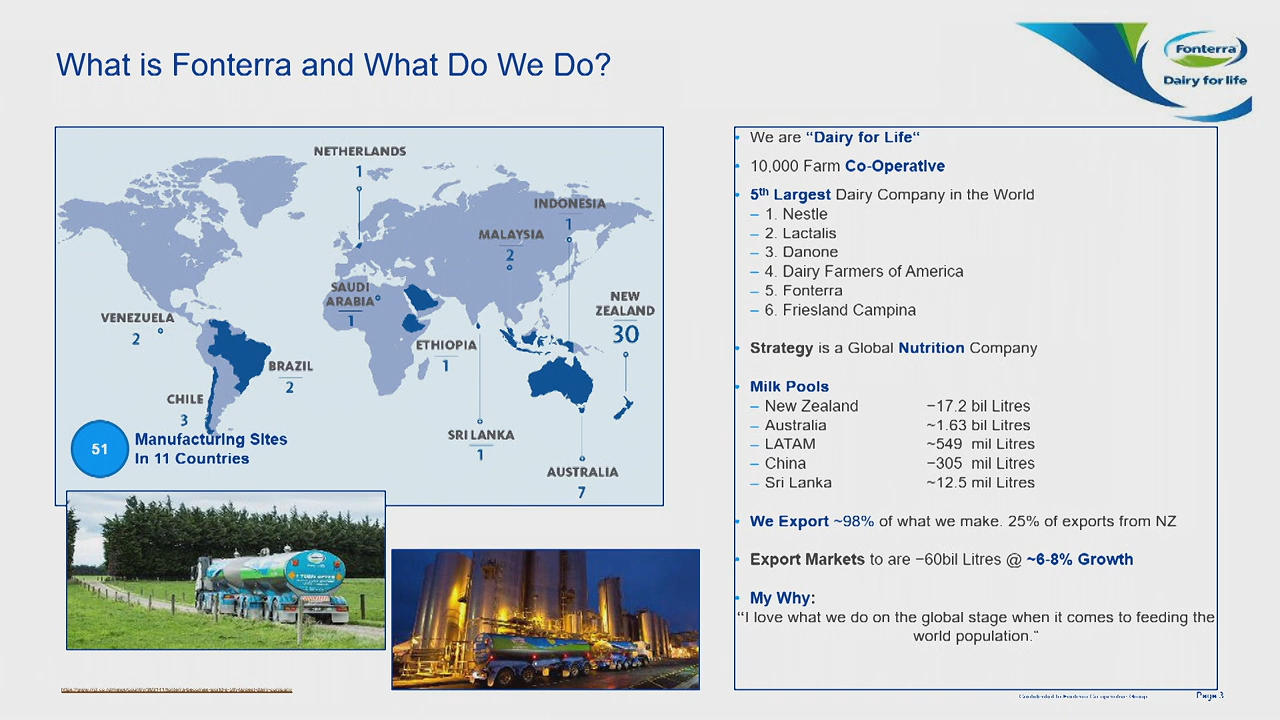 What is Fonterra and What Do We Do?
Fonterra
Dairy for life
NETHERLANDS
1
INDONESIA
1
MALAYSIA
2
SAUDI
ARABIA
1
NEW
ZEALAND
30
VENEZUELA
2
ETHIOPIA
1
BRAZIL
2
CHILE
3
SRI LANKA
1
AUSTRALIA
7
51
Manufacturing Sites
In 11 Countries
We are “Dairy for Life“
10,000 Farm Co-Operative
5th Largest Dairy Company in the World
– 1. Nestle
– 2. Lactalis
– 3. Danone
– 4. Dairy Farmers of America
– 5. Fonterra
– 6. Friesland Campina
Strategy is a Global Nutrition Company
Milk Pools
– New Zealand ~17.2 bil Litres
– Australia ~1.63 bil Litres
– LATAM ~549 mil Litres
– China ~305 mil Litres
– Sri Lanka ~12.5 mil Litres
We Export ~98% of what we make. 25% of exports from NZ
Export Markets to are ~60bil Litres @ ~6-8% Growth
My Why:
“I love what we do on the global stage when it comes to feeding the
world population.“
Confidential to Fonterra Co-operative Group
Page 3